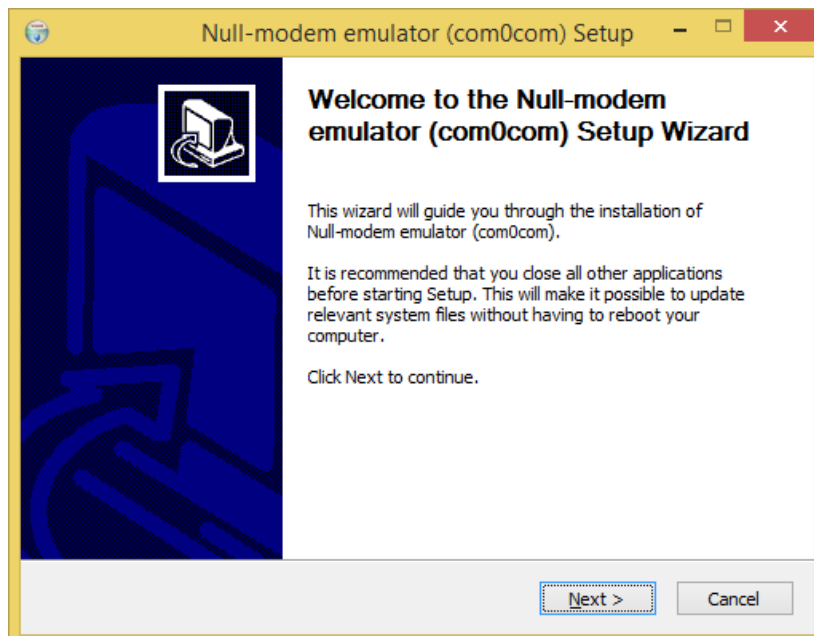 Null-modem emulator (com0com) Setup
Welcome to the Null-modem
emulator (com0com) Setup Wizard
This wizard will guide you through the installation of
Null-modem emulator (com0com).
It is recommended that you close all other applications
before starting Setup. This will make it possible to update
relevant system files without having to reboot your
computer.
Click Next to continue.
Next >
Cancel